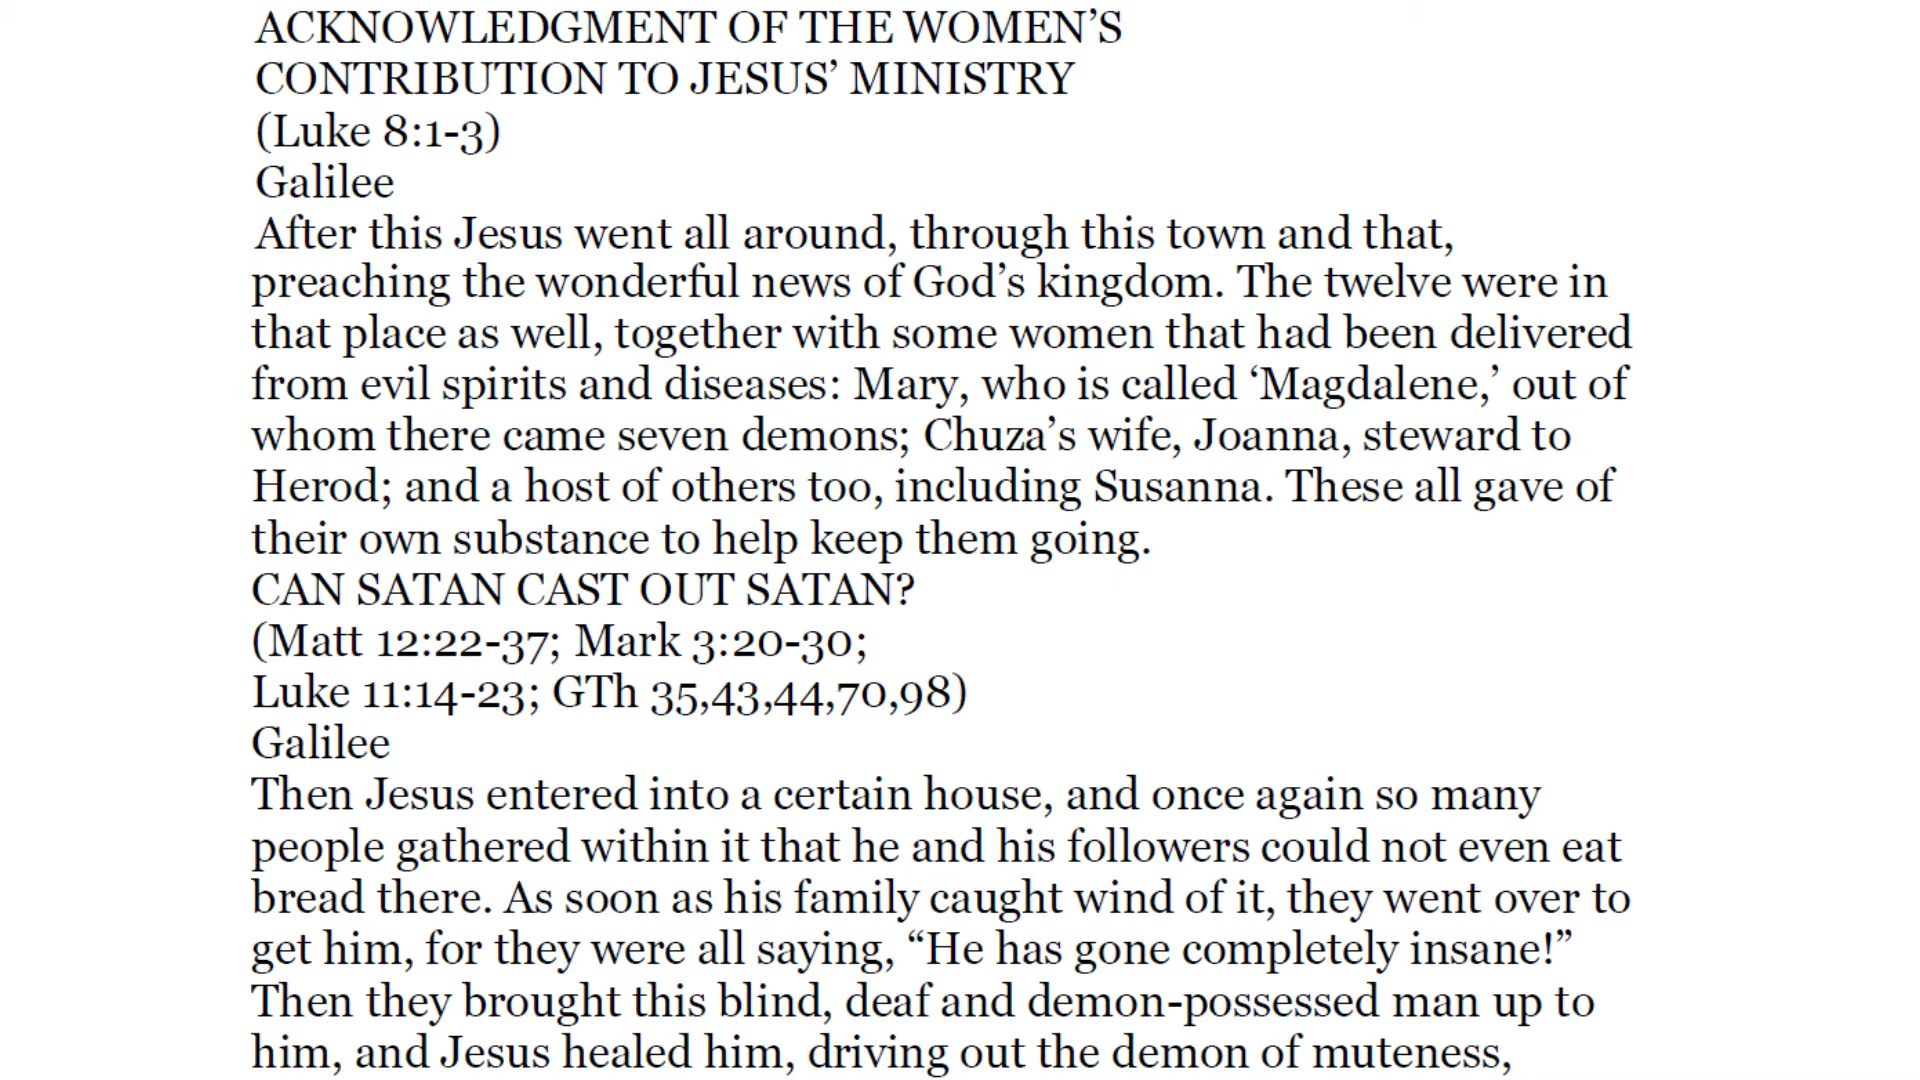 ACKNOWLEDGMENT OF THE WOMEN’S
CONTRIBUTION TO JESUS’ MINISTRY
(Luke 8:1-3)
Galilee
After this Jesus went all around, through this town and that,
preaching the wonderful news of God’s kingdom. The twelve were in
that place as well, together with some women that had been delivered
from evil spirits and diseases: Mary, who is called ‘Magdalene,’ out of
whom there came seven demons; Chuza’s wife, Joanna, steward to
Herod; and a host of others too, including Susanna. These all gave of
their own substance to help keep them going.
CAN SATAN CAST OUT SATAN?
(Matt 12:22-37; Mark 3:20-30;
Luke 11:14-23; GTh 35,43,44,70,98)
Galilee
Then Jesus entered into a certain house, and once again so many
people gathered within it that he and his followers could not even eat
bread there. As soon as his family caught wind of it, they went over to
get him, for they were all saying, “He has gone completely insane!”
Then they brought this blind, deaf and demon-possessed man up to
him, and Jesus healed him, driving out the demon of muteness,